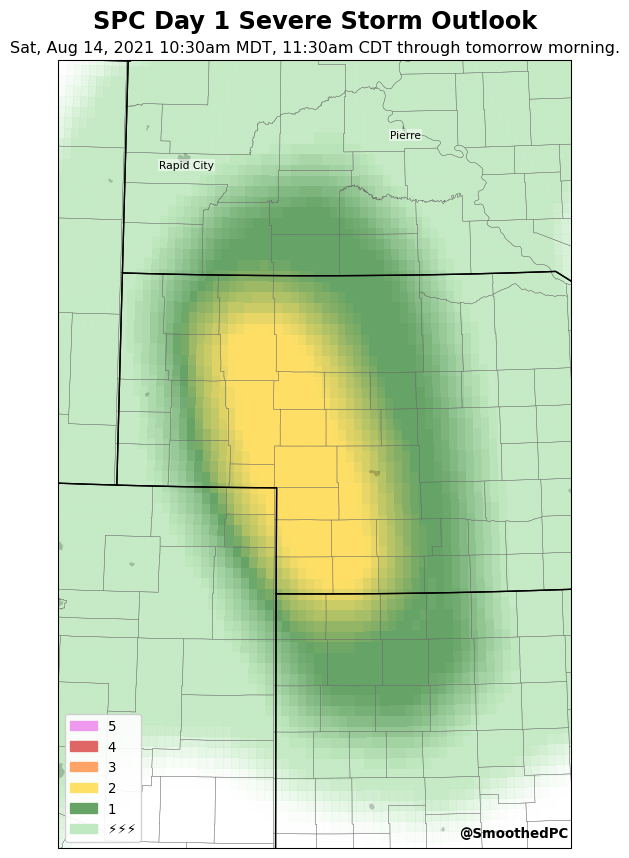 SPC Day 1 Severe Storm Outlook
Sat, Aug 14, 2021 10:30am MDT, 11:30am CDT through tomorrow morning.
Pierre
Rapid City
5
4
3
2
1
⚡⚡⚡
@SmoothedPC